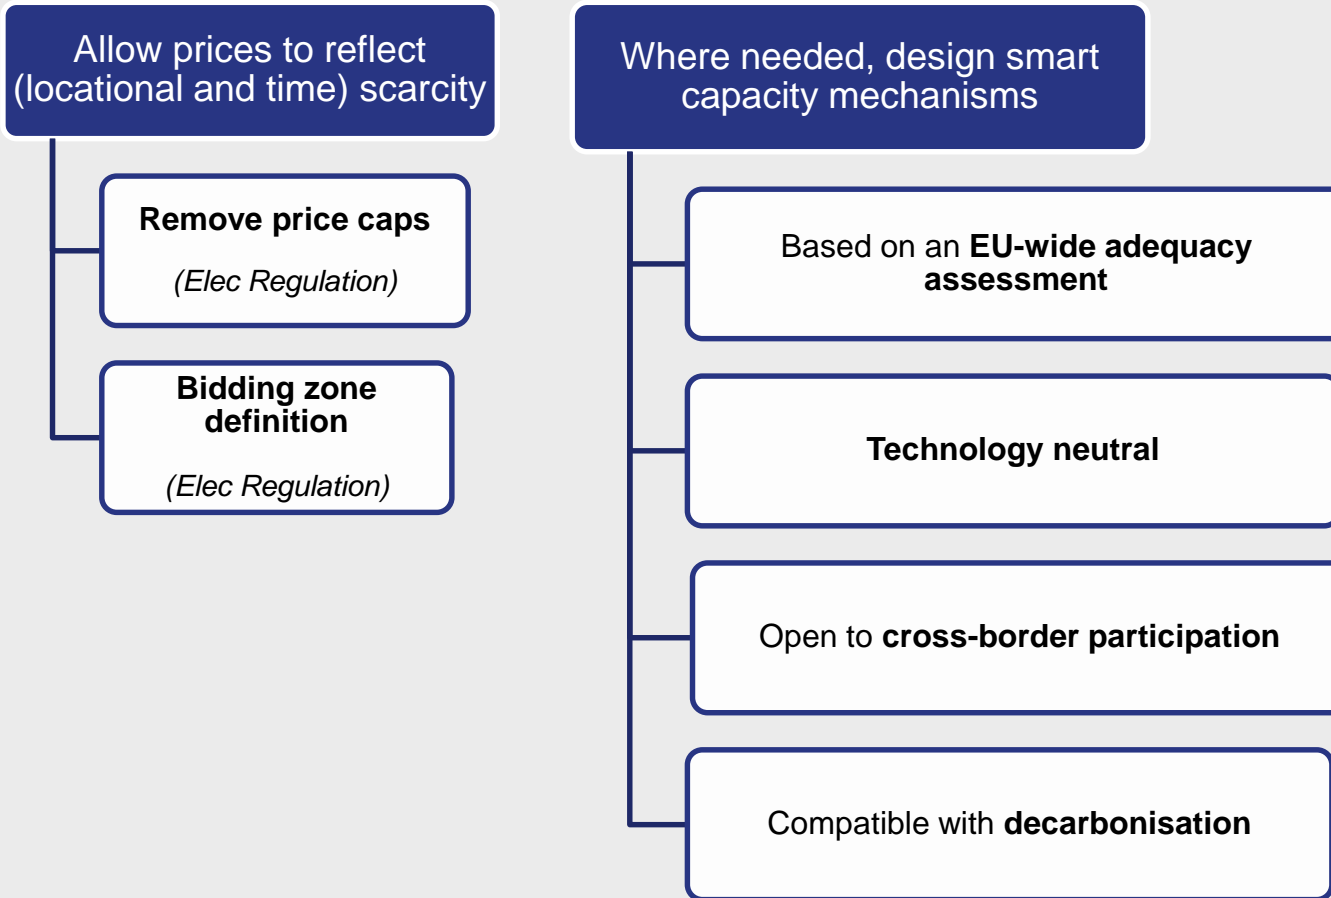 Allow prices to reflect
(locational and time) scarcity
Remove price caps
(Elec Regulation)
Bidding zone
definition
(Elec Regulation)
Where needed, design smart
capacity mechanisms
Based on an EU-wide adequacy
assessment
Technology neutral
Open to cross-border participation
Compatible with decarbonisation